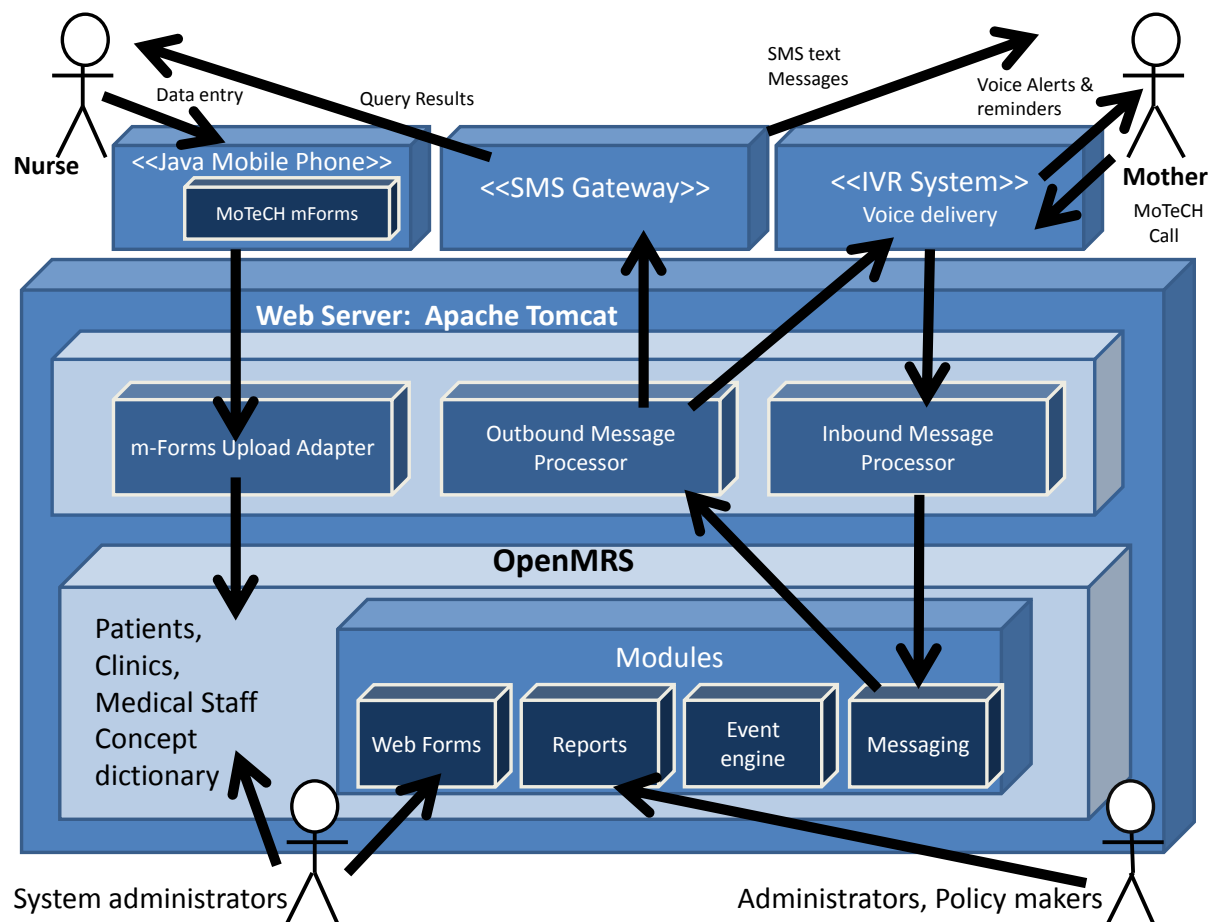 SMS text
Messages
Data entry
Query Results
Voice Alerts &
reminders
Nurse
<<Java Mobile Phone>>
MoTeCH mForms
<<SMS Gateway>>
<<IVR System>>
Voice delivery
Mother
MoTeCH
Call
Web Server:  Apache Tomcat
m-Forms Upload Adapter
Outbound Message
Processor
Inbound Message
Processor
OpenMRS
Patients,
Clinics,
Medical Staff
Concept
dictionary
Modules
Web Forms
Reports
Event
engine
Messaging
System administrators
Administrators, Policy makers